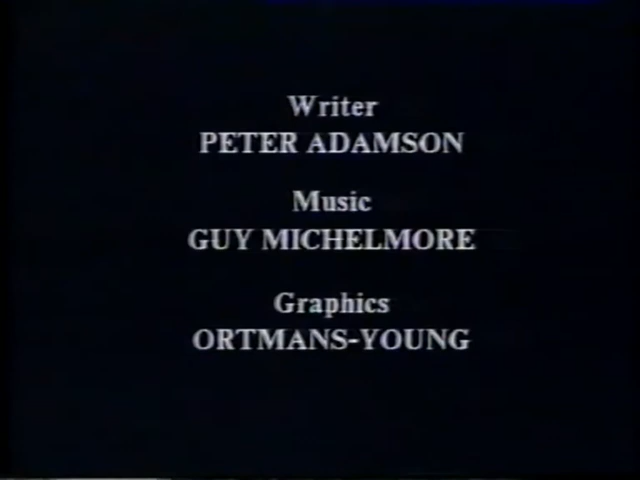 Writer
PETER ADAMSON
Music
GUY MICHELMORE
Graphics
ORTMANS-YOUNG